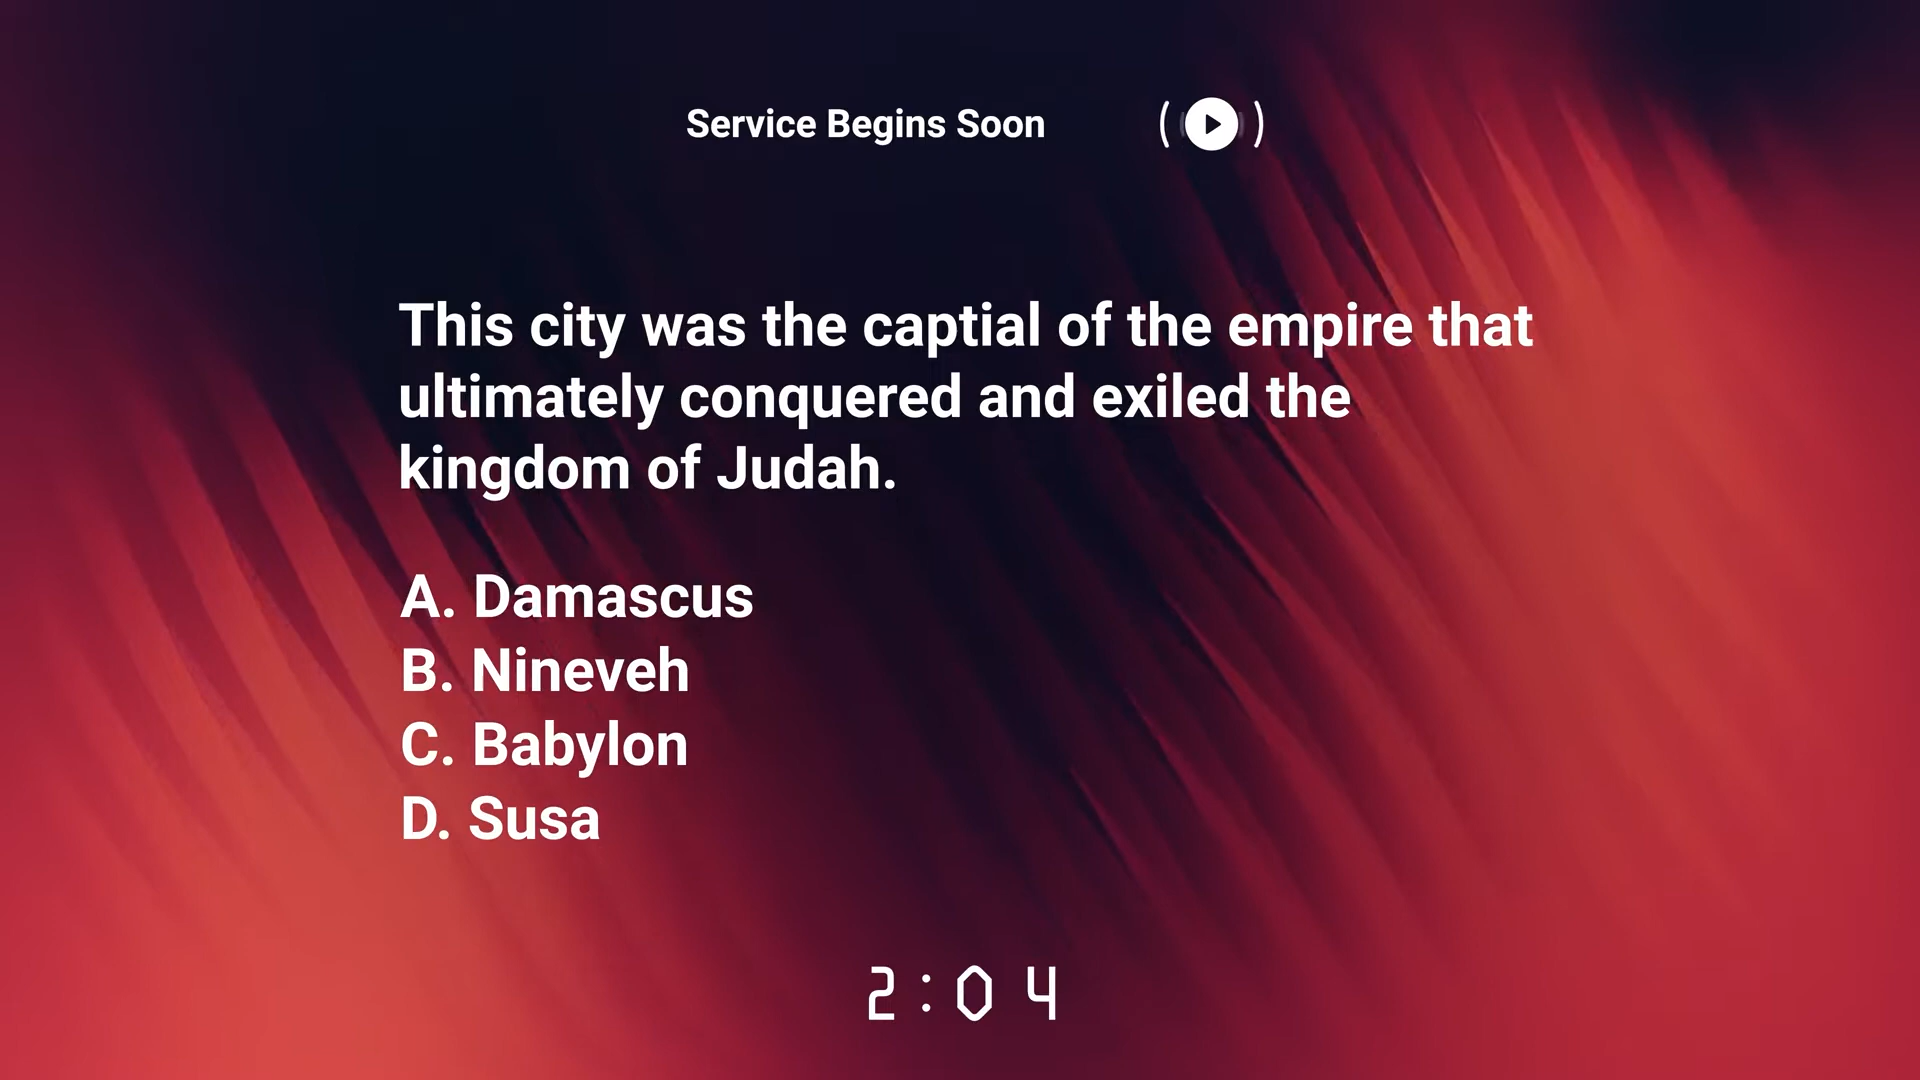 Service Begins Soon
This city was the captial of the empire that
ultimately conquered and exiled the
kingdom of Judah.
A. Damascus
B. Nineveh
C. Babylon
D. Susa
2:04